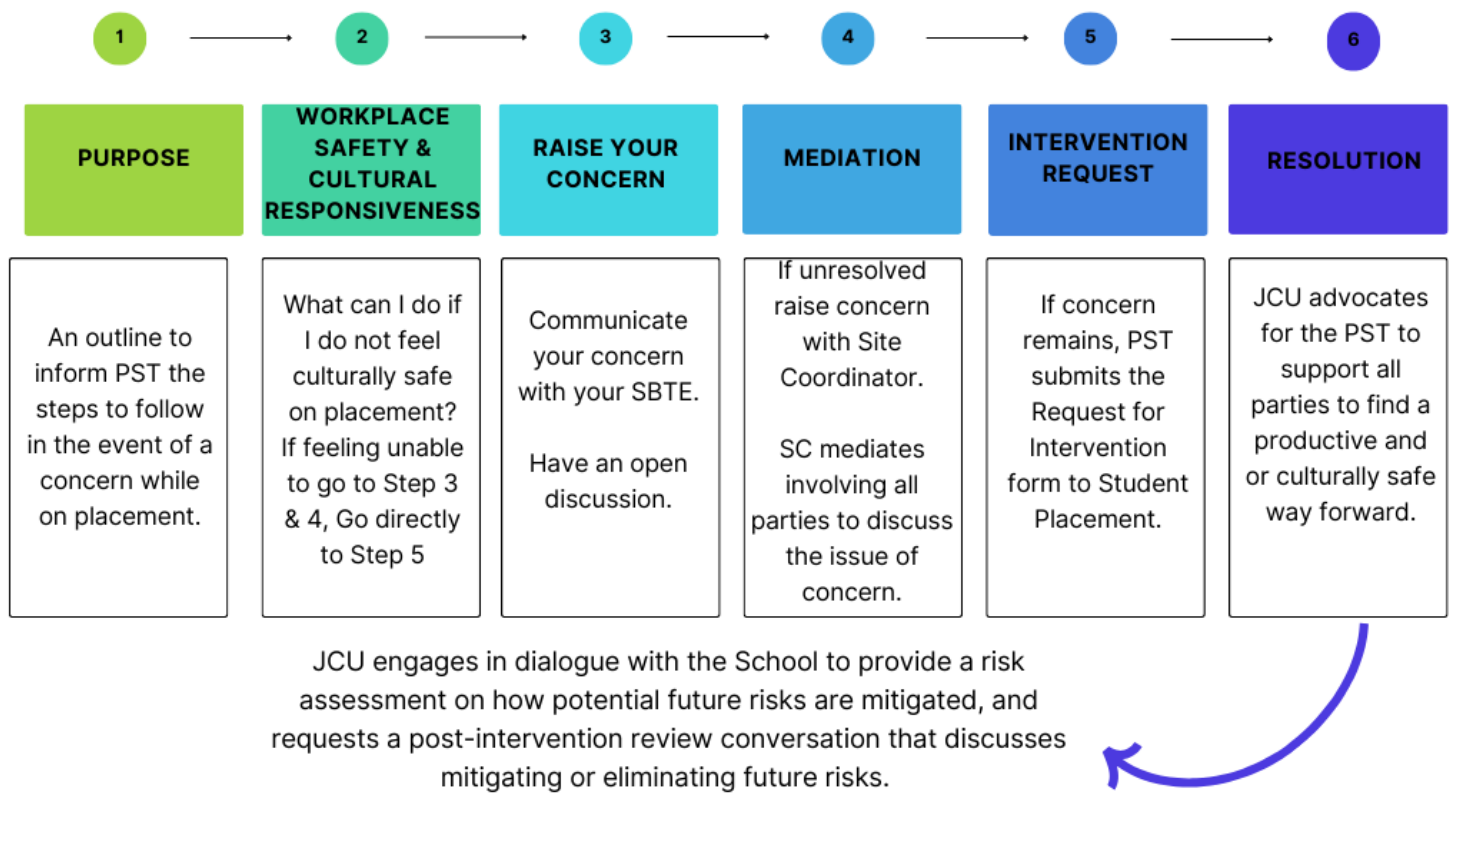 1
2
3
4
5
6
PURPOSE
WORKPLACE
SAFETY &
CULTURAL
RESPONSIVENESS
RAISE YOUR
CONCERN
MEDIATION
INTERVENTION
REQUEST
RESOLUTION
An outline to
inform PST the
steps to follow
in the event of a
concern while
on placement.
What can I do if
I do not feel
culturally safe
on placement?
If feeling unable
to go to Step 3
& 4, Go directly
to Step 5
Communicate
your concern
with your SBTE.
Have an open
discussion.
If unresolved
raise concern
with Site
Coordinator.
SC mediates
involving all
parties to discuss
the issue of
concern.
If concern
remains, PST
submits the
Request for
Intervention
form to Student
Placement.
JCU advocates
for the PST to
support all
parties to find a
productive and
or culturally safe
way forward.
JCU engages in dialogue with the School to provide a risk
assessment on how potential future risks are mitigated, and
requests a post-intervention review conversation that discusses
mitigating or eliminating future risks.